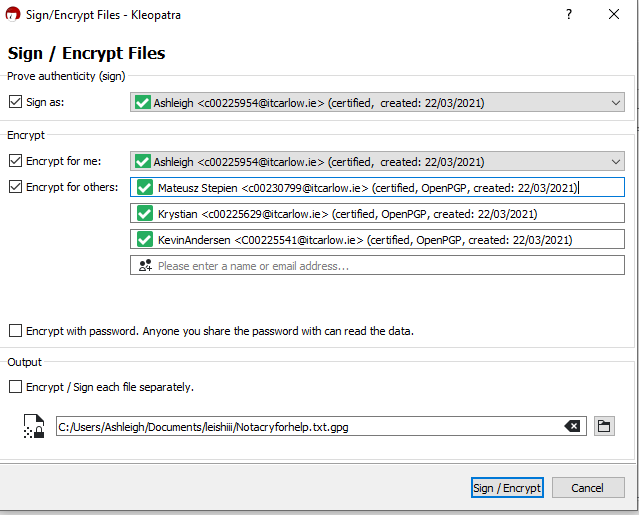 Sign/Encrypt Files - Kleopatra
Sign / Encrypt Files
Prove authenticity (sign)
Sign as: Ashleigh <c00225954@itcarlow.ie> (certified, created: 22/03/2021)
Encrypt
Encrypt for me: Ashleigh <c00225954@itcarlow.ie> (certified, created: 22/03/2021)
Encrypt for others: Mateusz Stepien <c00230799@itcarlow.ie> (certified, OpenPGP, created: 22/03/2021)
Krystian <c00225629@itcarlow.ie> (certified, OpenPGP, created: 22/03/2021)
KevinAndersen <C00225541@itcarlow.ie> (certified, OpenPGP, created: 22/03/2021)
Please enter a name or email address...
Encrypt with password. Anyone you share the password with can read the data.
Output
Encrypt / Sign each file separately.
C:/Users/Ashleigh/Documents/leishiii/Notacryforhelp.txt.gpg
Sign / Encrypt Cancel